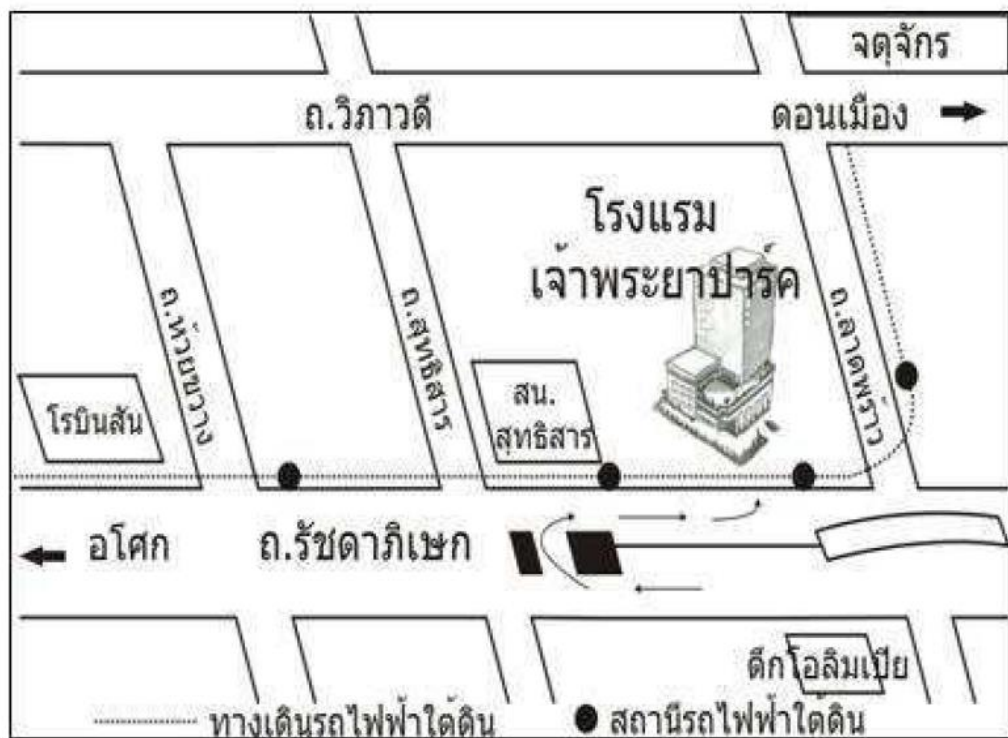 จตุจักร
ถ.วิภาวดี
ดอนเมือง
โรงแรม
เจ้าพระยาปาร์ค
ถ.ห้วยขวาง
ถ.สุทธิสาร
ถ.ลาดพร้าว
โรบินสัน
สน.
สุทธิสาร
อโศก
ถ.รัชดาภิเษก
ตึกโอลิมเปีย
ทางเดินรถไฟฟ้าใต้ดิน
สถานีรถไฟฟ้าใต้ดิน